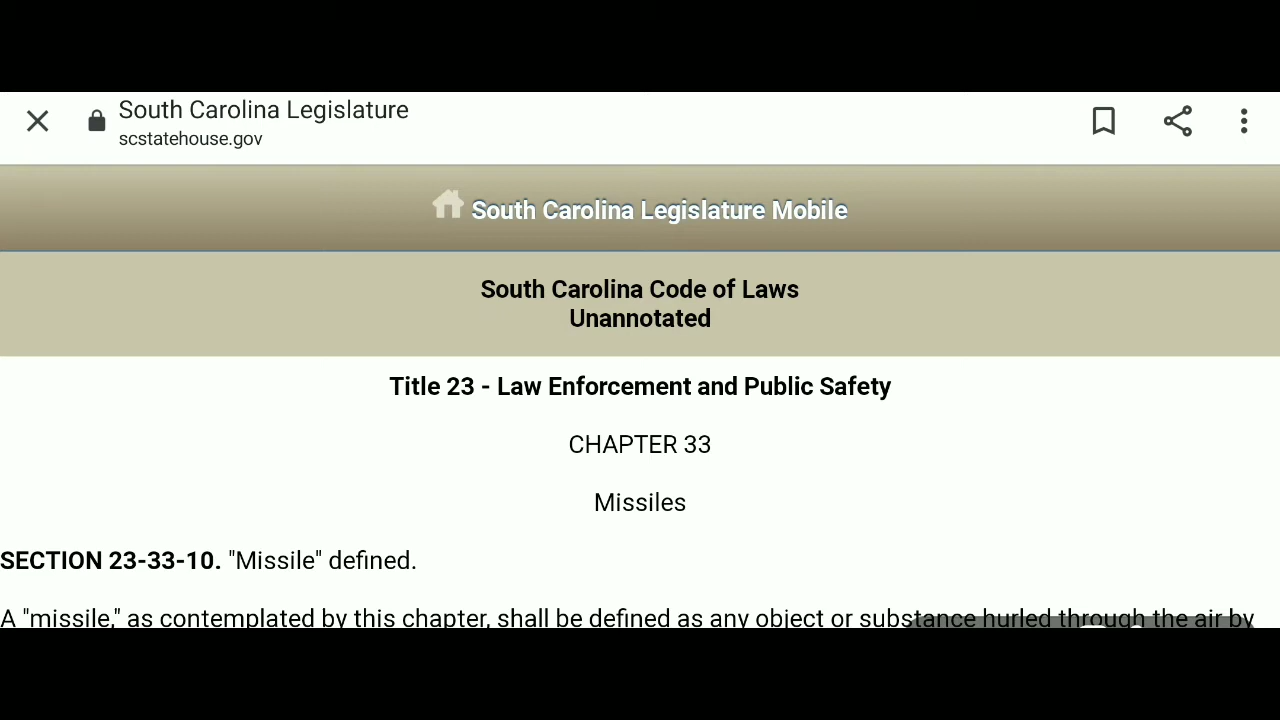 South Carolina Legislature
scstatehouse.gov
South Carolina Legislature Mobile
South Carolina Code of Laws
Unannotated
Title 23 - Law Enforcement and Public Safety
CHAPTER 33
Missiles
SECTION 23-33-10. "Missile" defined.
A "missile," as contemplated by this chapter, shall be defined as any object or substance hurled through the air by